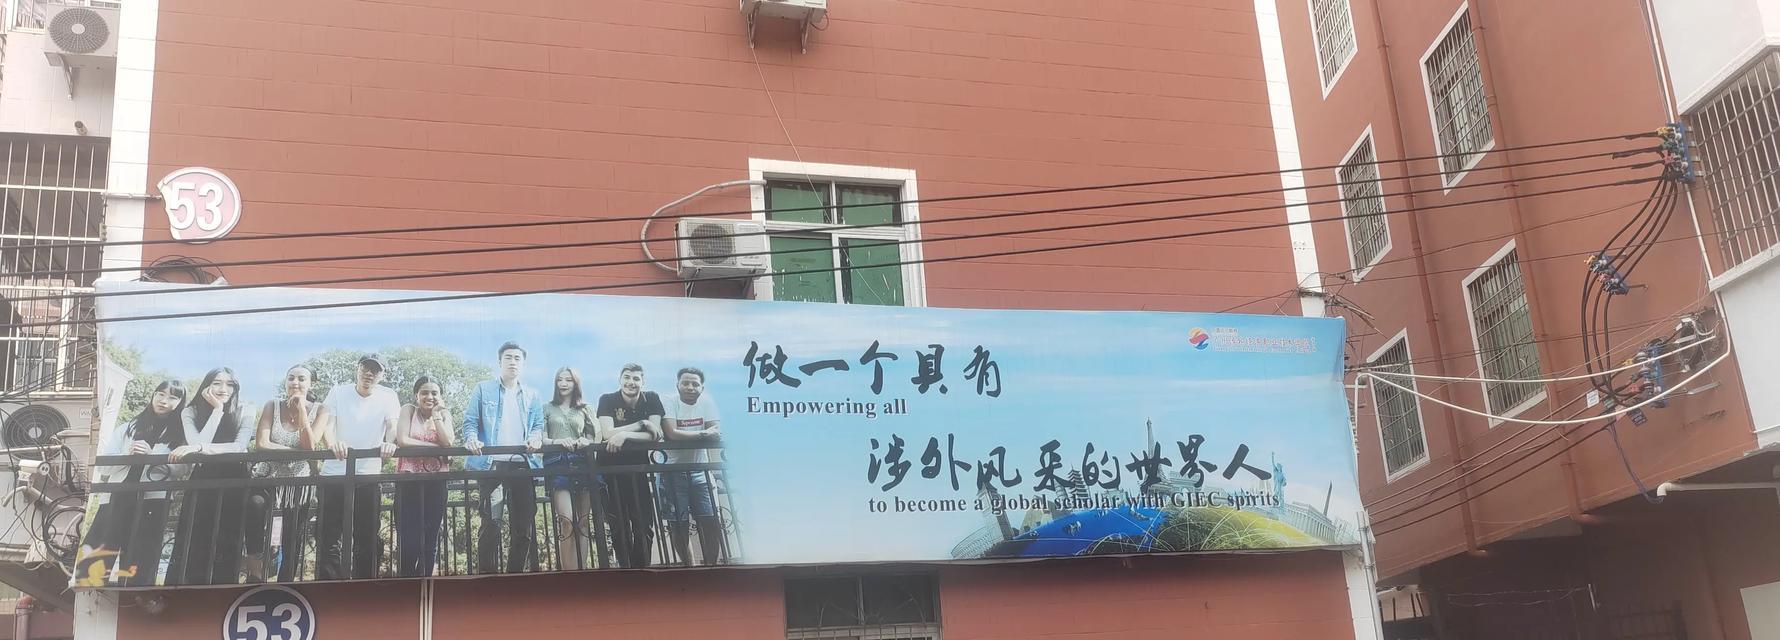 53
做一个具有
Empowering all
涉外风采的世界人
to become a global scholar with GIEC spirits
Supreme
53